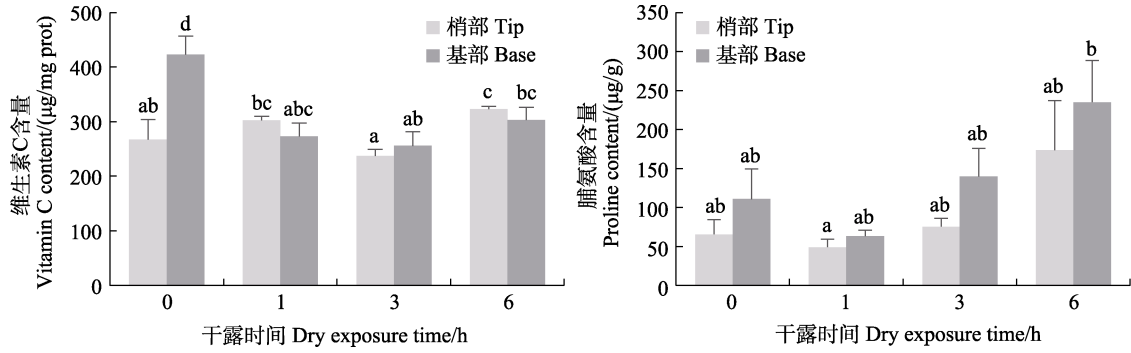 500
400
300
200
100
0
维生素C含量
Vitamin C content/(μg/mg prot)
梢部 Tip
基部 Base
ab
d
bc
abc
a
ab
c
bc
0
1
3
6
干露时间 Dry exposure time/h
350
300
250
200
150
100
50
0
脯氨酸含量
Proline content/(μg/g)
梢部 Tip
基部 Base
ab
ab
a
ab
ab
ab
ab
b
0
1
3
6
干露时间 Dry exposure time/h